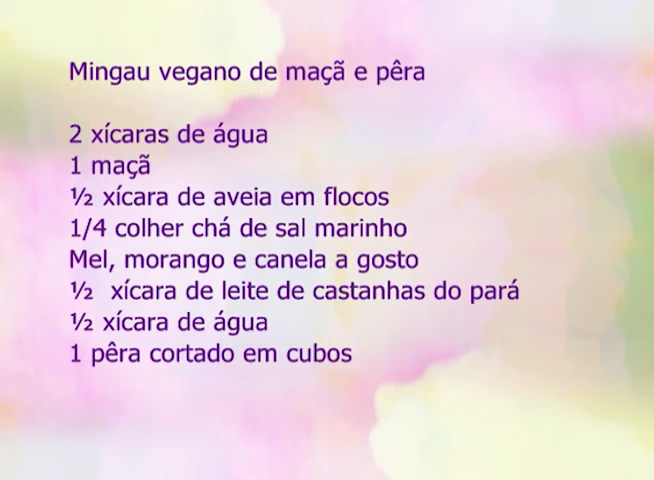 Mingau vegano de maçã e pêra
2 xícaras de água
1 maçã
½ xícara de aveia em flocos
1/4 colher chá de sal marinho
Mel, morango e canela a gosto
½  xícara de leite de castanhas do pará
½ xícara de água
1 pêra cortado em cubos